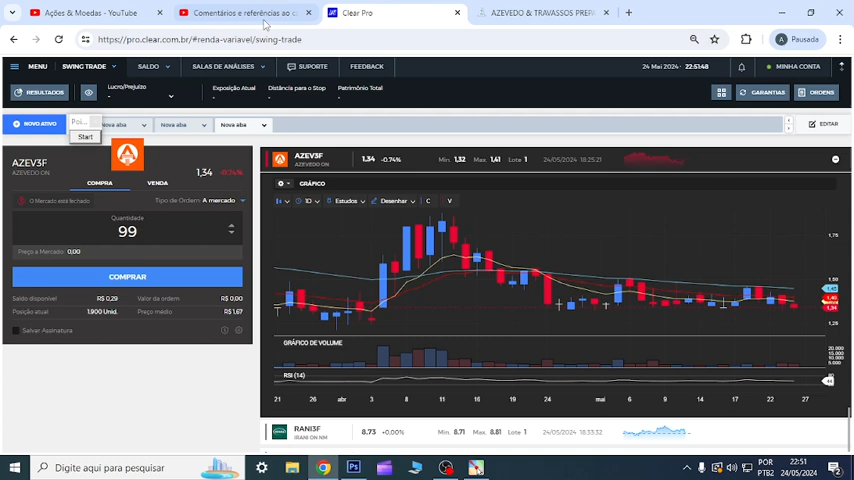 Ações & Moedas - YouTube
Comentários e referências ao ca
Clear Pro
AZEVEDO & TRAVASSOS PREPA
https://pro.clear.com.br/#renda-variavel/swing-trade
Pausada
MENU
SWING TRADE
SALDO
SALAS DE ANÁLISES
SUPORTE
FEEDBACK
24 Mai 2024 22:51:48
MINHA CONTA
RESULTADOS
Lucro/Prejuízo
-
Exposição Atual
-
Distância para o Stop
-
Patrimônio Total
-
GARANTIAS
ORDENS
NOVO ATIVO
Poi...
Nova aba
Nova aba
Nova aba
EDITAR
Start
AZEV3F
AZEVEDO ON
1,34
-0.74%
COMPRA
VENDA
O Mercado está fechado
Tipo de Ordem:
A mercado
Quantidade
99
Preço a Mercado: 0,00
COMPRAR
Saldo disponível
R$ 0,29
Valor da ordem
R$ 0,00
Posição atual
1.900 Unid.
Preço médio
R$ 1,67
Salvar Assinatura
AZEV3F
AZEVEDO ON
1,34
-0.74%
Min. 1,32
Max. 1,41
Lote 1
24/05/2024 18:25:21
GRÁFICO
1D
Estudos
Desenhar
C
V
1,75
1,50
1,45
1,40
1,34
1,25
GRÁFICO DE VOLUME
20.000
15.000
10.000
5.000
RSI (14)
44
21
26
abr
3
8
11
16
19
24
mai
6
9
14
17
22
27
RANI3F
IRANI ON NM
8,73
+0,00%
Min. 8.71
Max. 8.81
Lote 1
24/05/2024 18:33:32
Digite aqui para pesquisar
POR
PTB2
22:51
24/05/2024